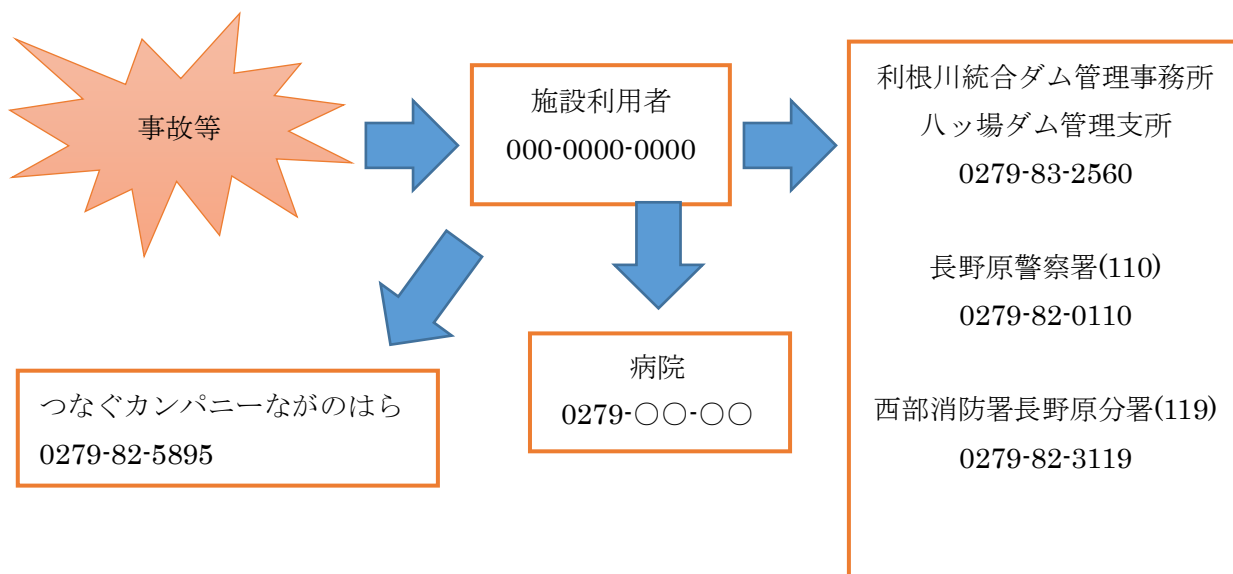 事故等
施設利用者
000-0000-0000
利根川統合ダム管理事務所
八ッ場ダム管理支所
0279-83-2560
長野原警察署(110)
0279-82-0110
西部消防署長野原分署(119)
0279-82-3119
病院
0279-○○-○○
つなぐカンパニーながのはら
0279-82-5895